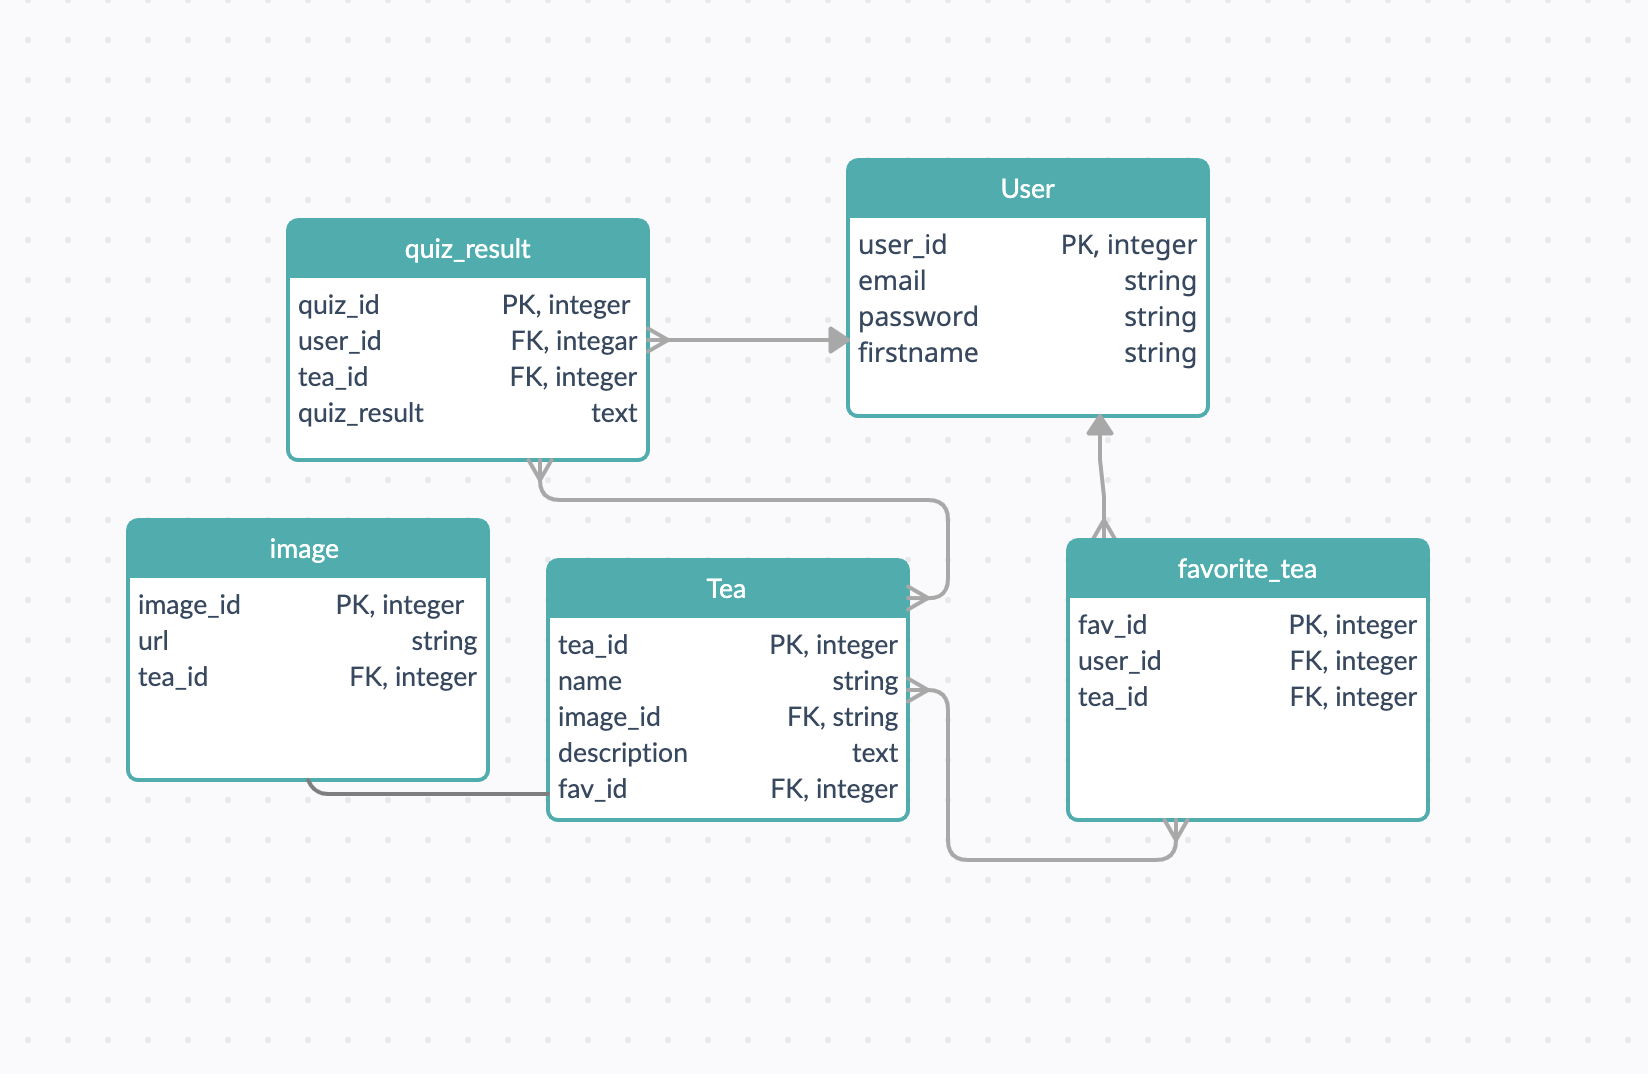 User
user_id PK, integer
email string
password string
firstname string
quiz_result
quiz_id PK, integer
user_id FK, integar
tea_id FK, integer
quiz_result text
image
image_id PK, integer
url string
tea_id FK, integer
Tea
tea_id PK, integer
name string
image_id FK, string
description text
fav_id FK, integer
favorite_tea
fav_id PK, integer
user_id FK, integer
tea_id FK, integer